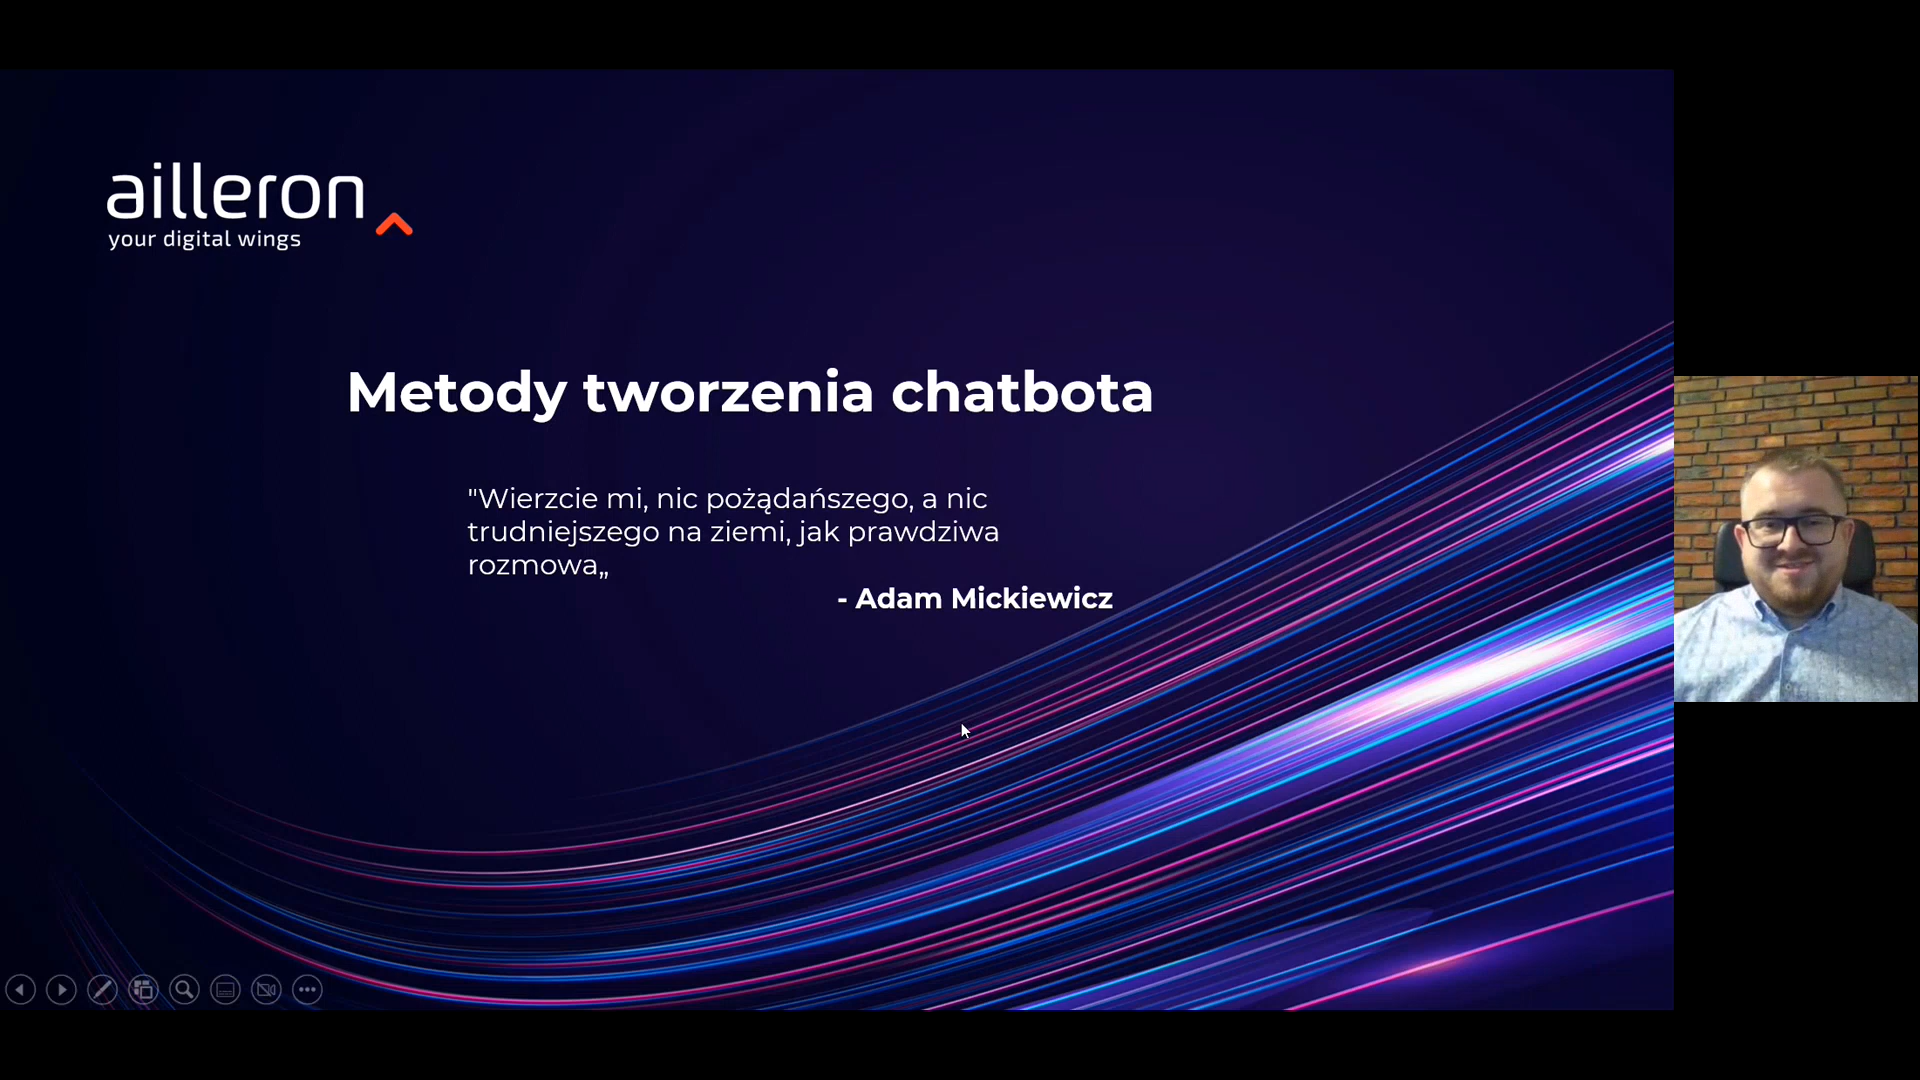 ailleron
your digital wings
Metody tworzenia chatbota
"Wierzcie mi, nic pożądańszego, a nic
trudniejszego na ziemi, jak prawdziwa
rozmowa„
- Adam Mickiewicz